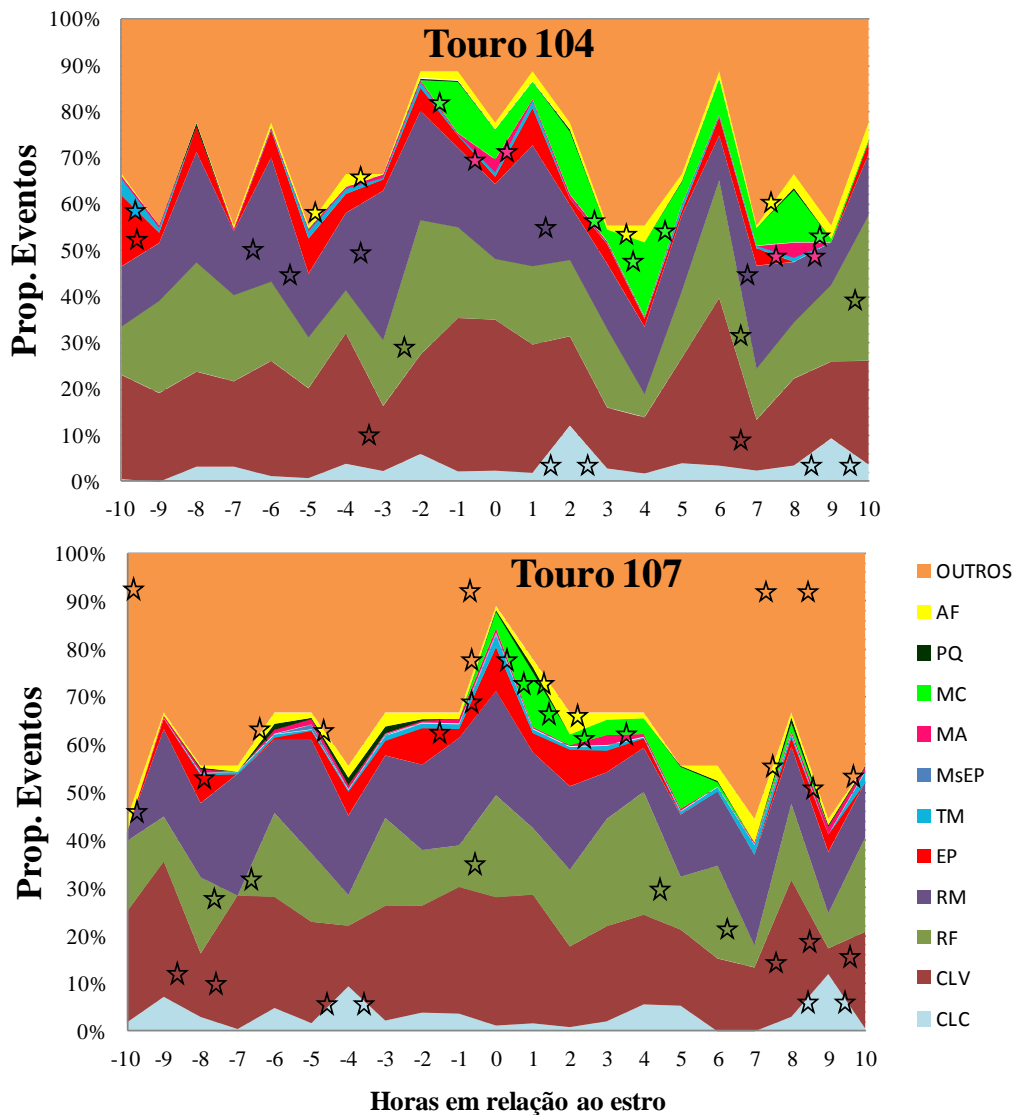 Touro 104
Prop. Eventos
100%
90%
80%
70%
60%
50%
40%
30%
20%
10%
0%
-10 -9 -8 -7 -6 -5 -4 -3 -2 -1 0 1 2 3 4 5 6 7 8 9 10
Touro 107
Prop. Eventos
100%
90%
80%
70%
60%
50%
40%
30%
20%
10%
0%
-10 -9 -8 -7 -6 -5 -4 -3 -2 -1 0 1 2 3 4 5 6 7 8 9 10
Horas em relação ao estro
OUTROS
AF
PQ
MC
MA
MsEP
TM
EP
RM
RF
CLV
CLC